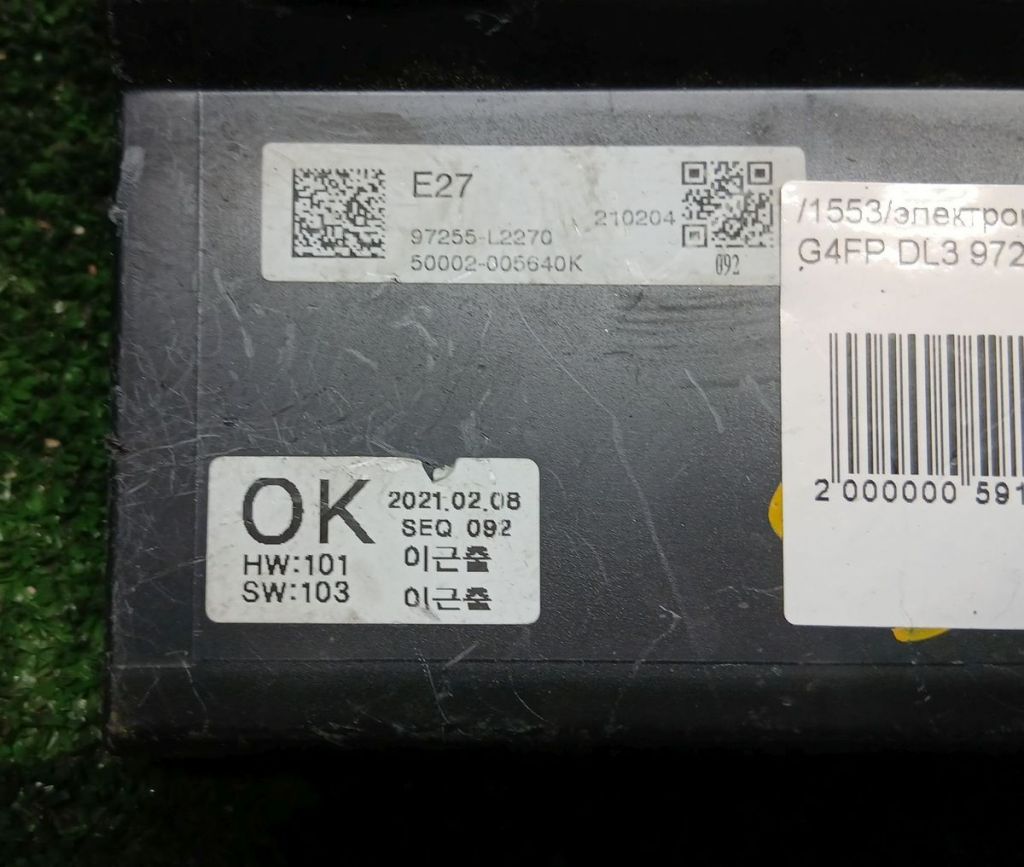 E27
210204
97255-L2270
50002-005640K
092
/1553/электро
G4FP DL3 972
2 000000 591
OK
2021.02.08
SEQ 092
HW:101
이근출
SW:103
이근출